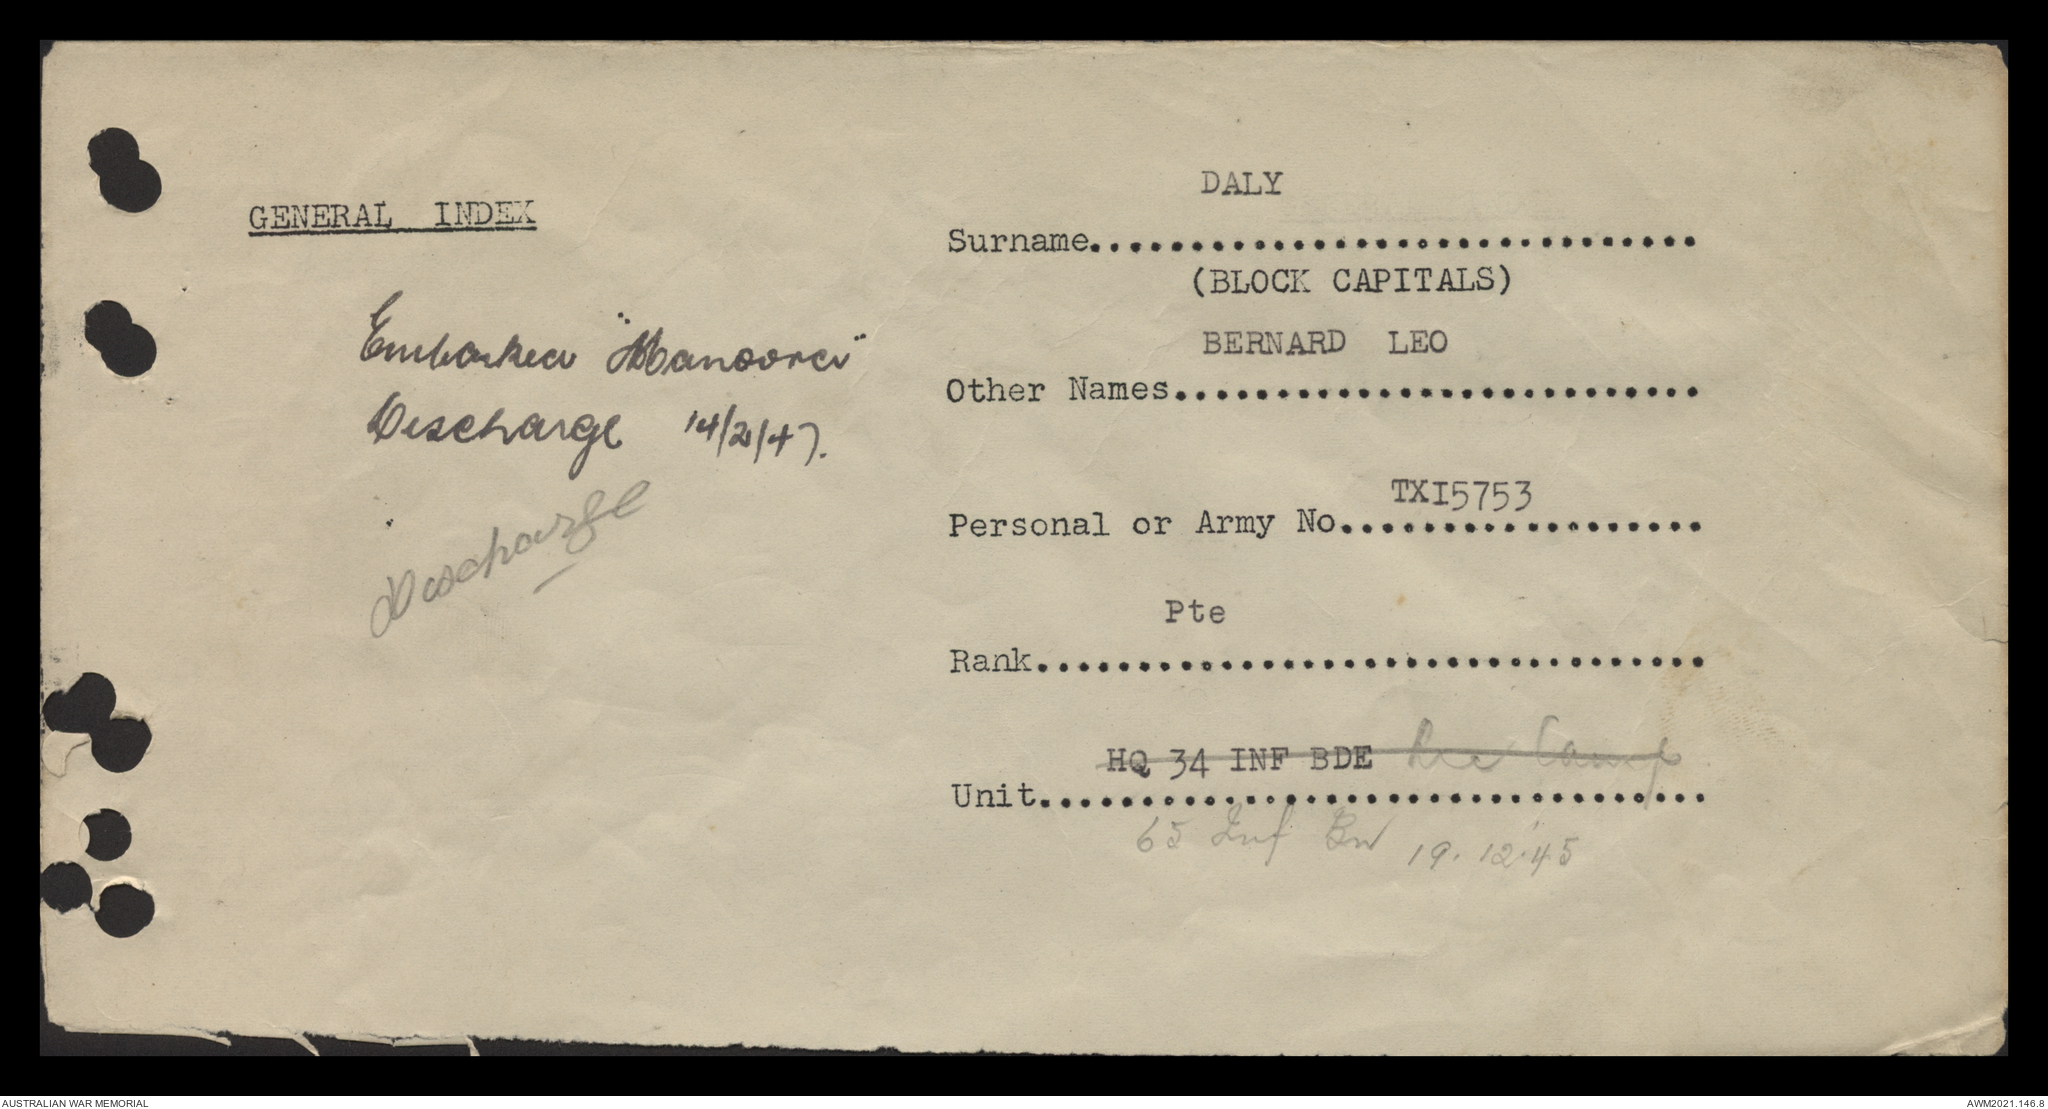 GENERAL INDEX
Embarked "Manoora"
Discharge 14/2/47.
Discharge
DALY
Surname..............................
(BLOCK CAPITALS)
BERNARD LEO
Other Names..........................
TXI5753
Personal or Army No..................
Pte
Rank.................................
HQ 34 INF BDE Camp
Unit.................................
65 Inf Bn 19.12.45
AUSTRALIAN WAR MEMORIAL
AWM2021.146.8